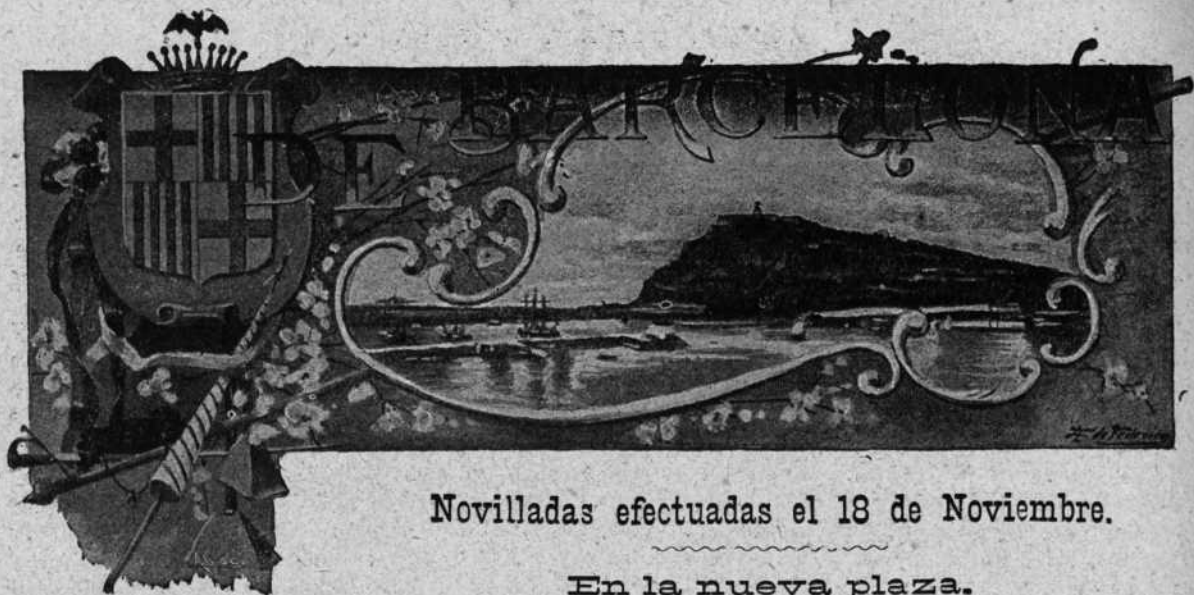 DE BARCELONA
Novilladas efectuadas el 18 de Noviembre.
En la nueva plaza.